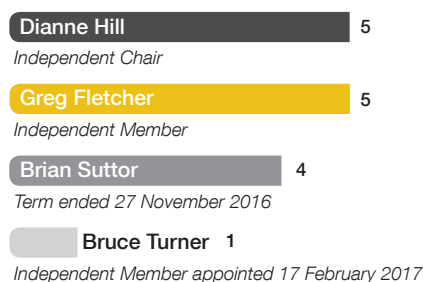 Dianne Hill 5
Independent Chair
Greg Fletcher 5
Independent Member
Brian Suttor 4
Term ended 27 November 2016
Bruce Turner 1
Independent Member appointed 17 February 2017